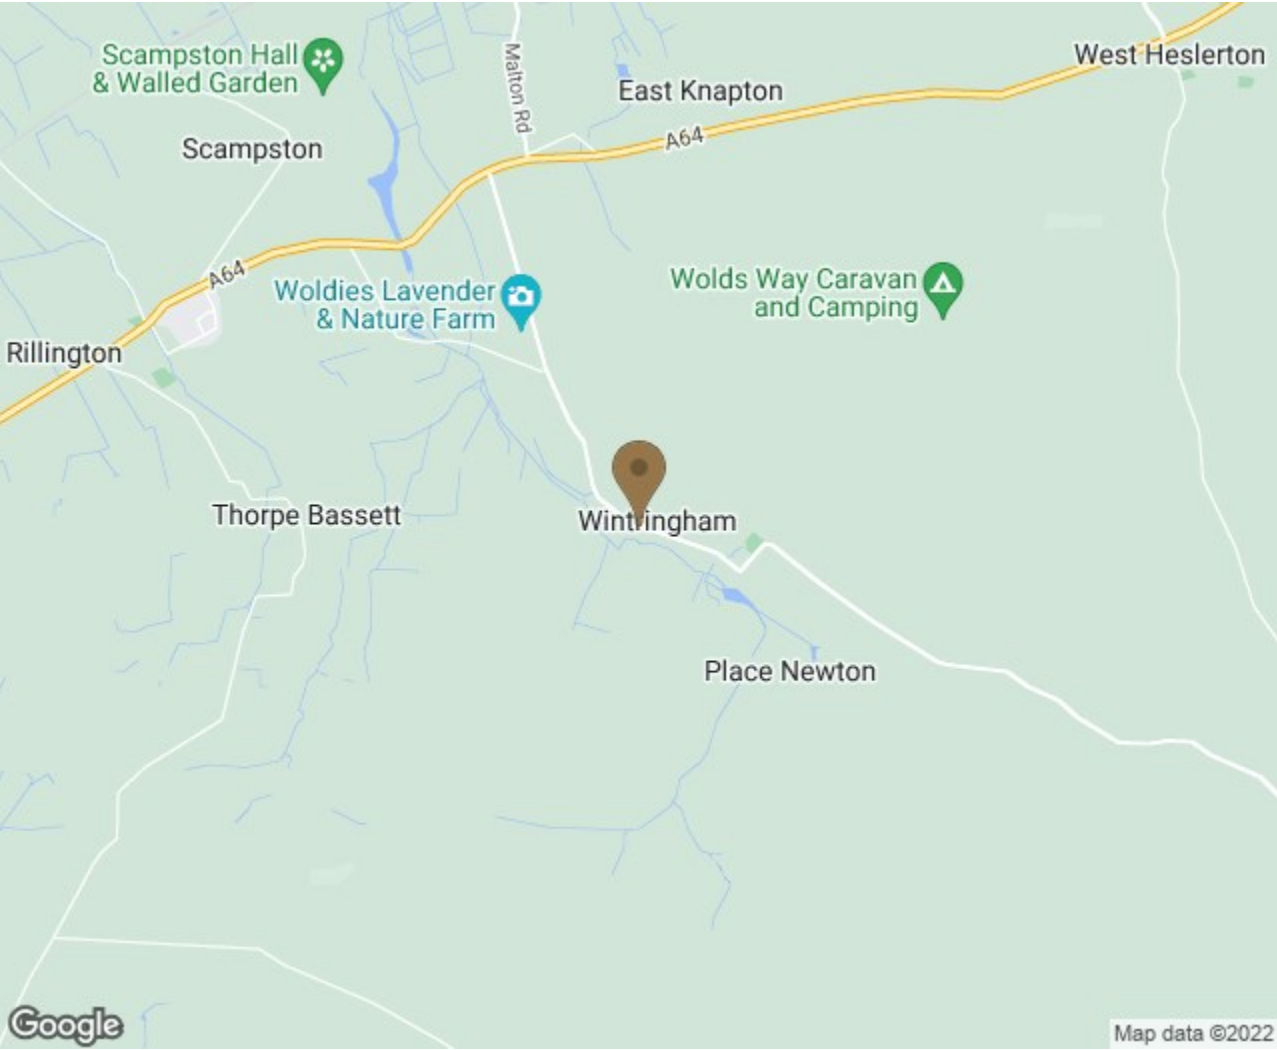 Scampston Hall
& Walled Garden
Malton Rd
West Heslerton
East Knapton
A64
Scampston
A64
Woldies Lavender
& Nature Farm
Wolds Way Caravan
and Camping
Rillington
Thorpe Bassett
Wintringham
Place Newton
Google
Map data ©2022